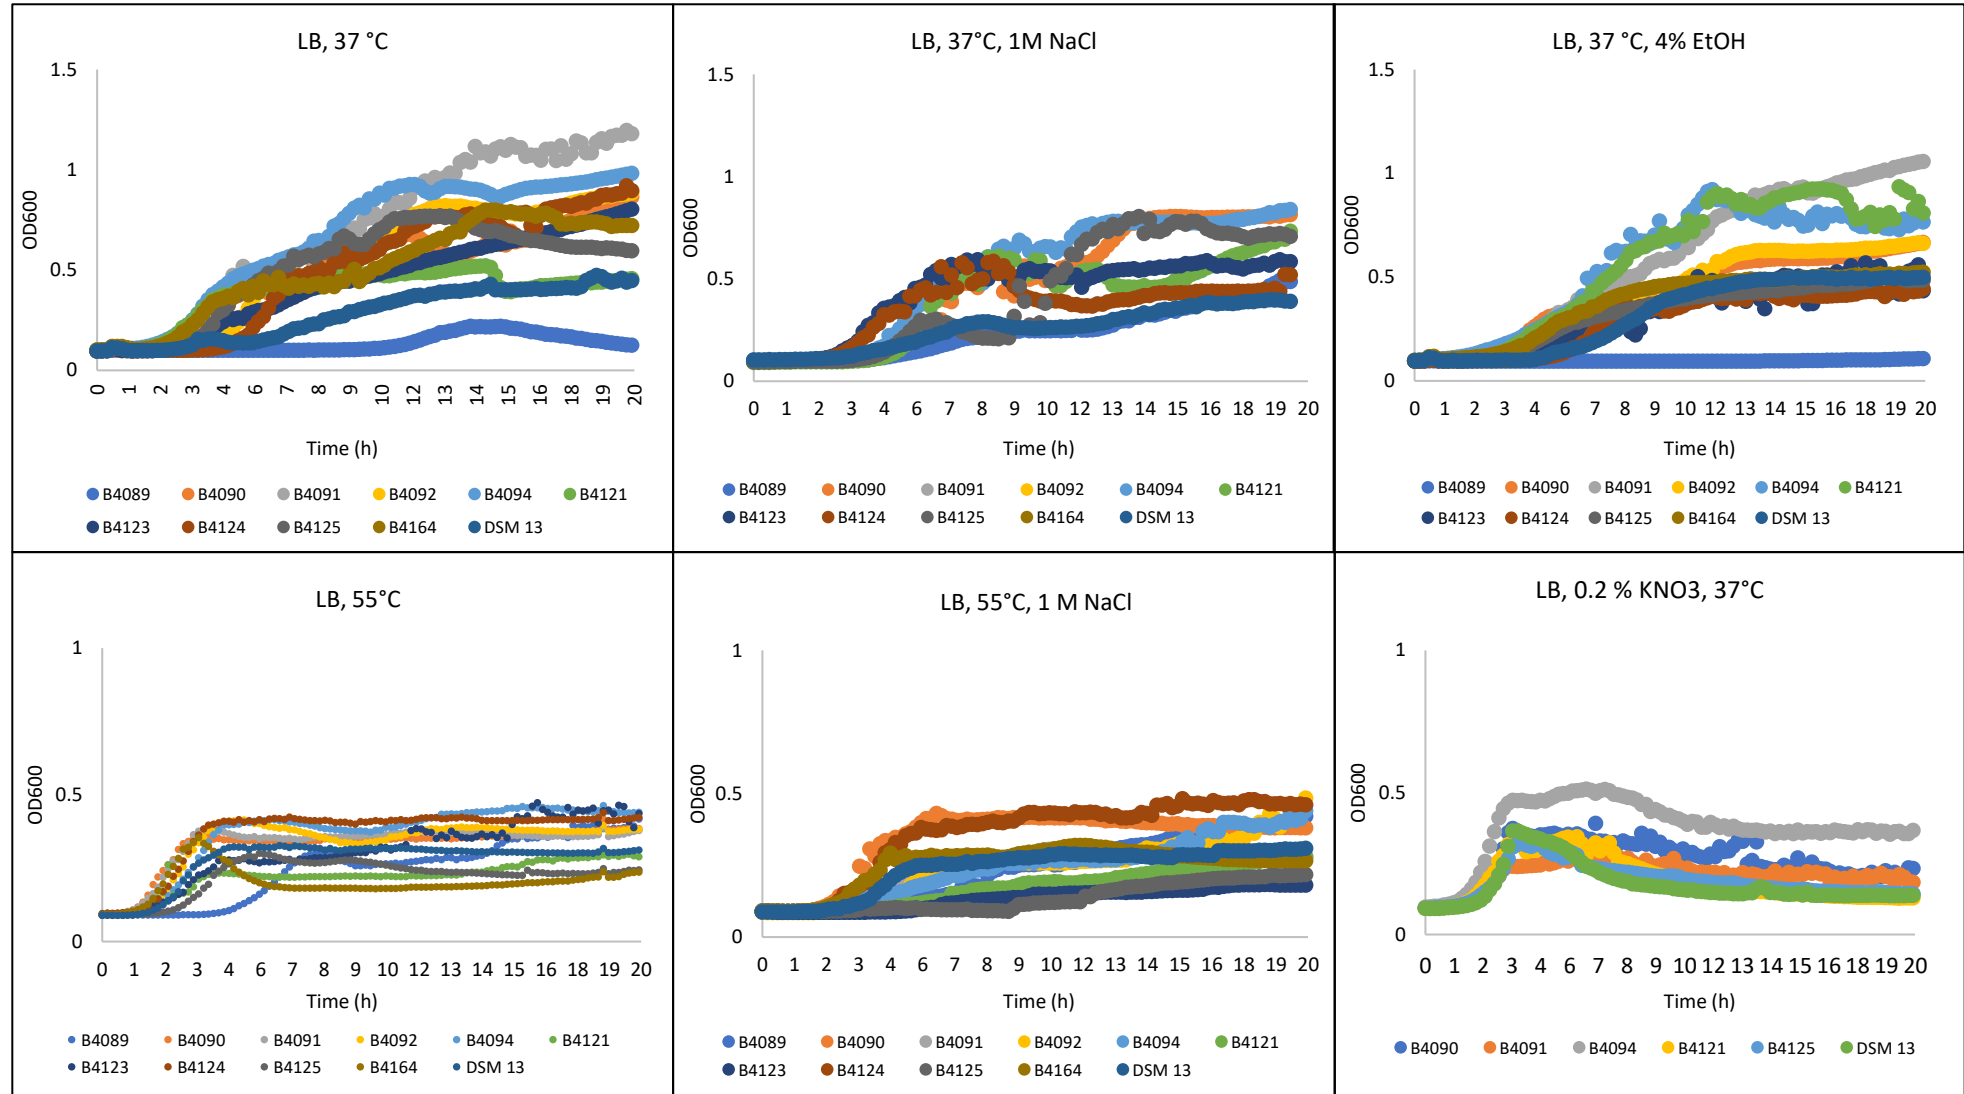 LB, 37 °C
1.5
1
0.5
0
OD600
0 1 2 3 4 6 7 8 9 10 12 13 14 15 16 18 19 20
Time (h)
B4089 B4090 B4091 B4092 B4094 B4121
B4123 B4124 B4125 B4164 DSM 13
LB, 37°C, 1M NaCl
1.5
1
0.5
0
OD600
0 1 2 3 4 6 7 8 9 10 12 13 14 15 16 18 19 20
Time (h)
B4089 B4090 B4091 B4092 B4094 B4121
B4123 B4124 B4125 B4164 DSM 13
LB, 37 °C, 4% EtOH
1.5
1
0.5
0
OD600
0 1 2 3 4 6 7 8 9 10 12 13 14 15 16 18 19 20
Time (h)
B4089 B4090 B4091 B4092 B4094 B4121
B4123 B4124 B4125 B4164 DSM 13
LB, 55°C
1
0.5
0
OD600
0 1 2 3 4 6 7 8 9 10 12 13 14 15 16 18 19 20
Time (h)
B4089 B4090 B4091 B4092 B4094 B4121
B4123 B4124 B4125 B4164 DSM 13
LB, 55°C, 1 M NaCl
1
0.5
0
OD600
0 1 2 3 4 6 7 8 9 10 12 13 14 15 16 18 19 20
Time (h)
B4089 B4090 B4091 B4092 B4094 B4121
B4123 B4124 B4125 B4164 DSM 13
LB, 0.2 % KNO3, 37°C
1
0.5
0
OD600
0 1 2 3 4 6 7 8 9 10 12 13 14 15 16 18 19 20
Time (h)
B4090 B4091 B4094 B4121 B4125 DSM 13